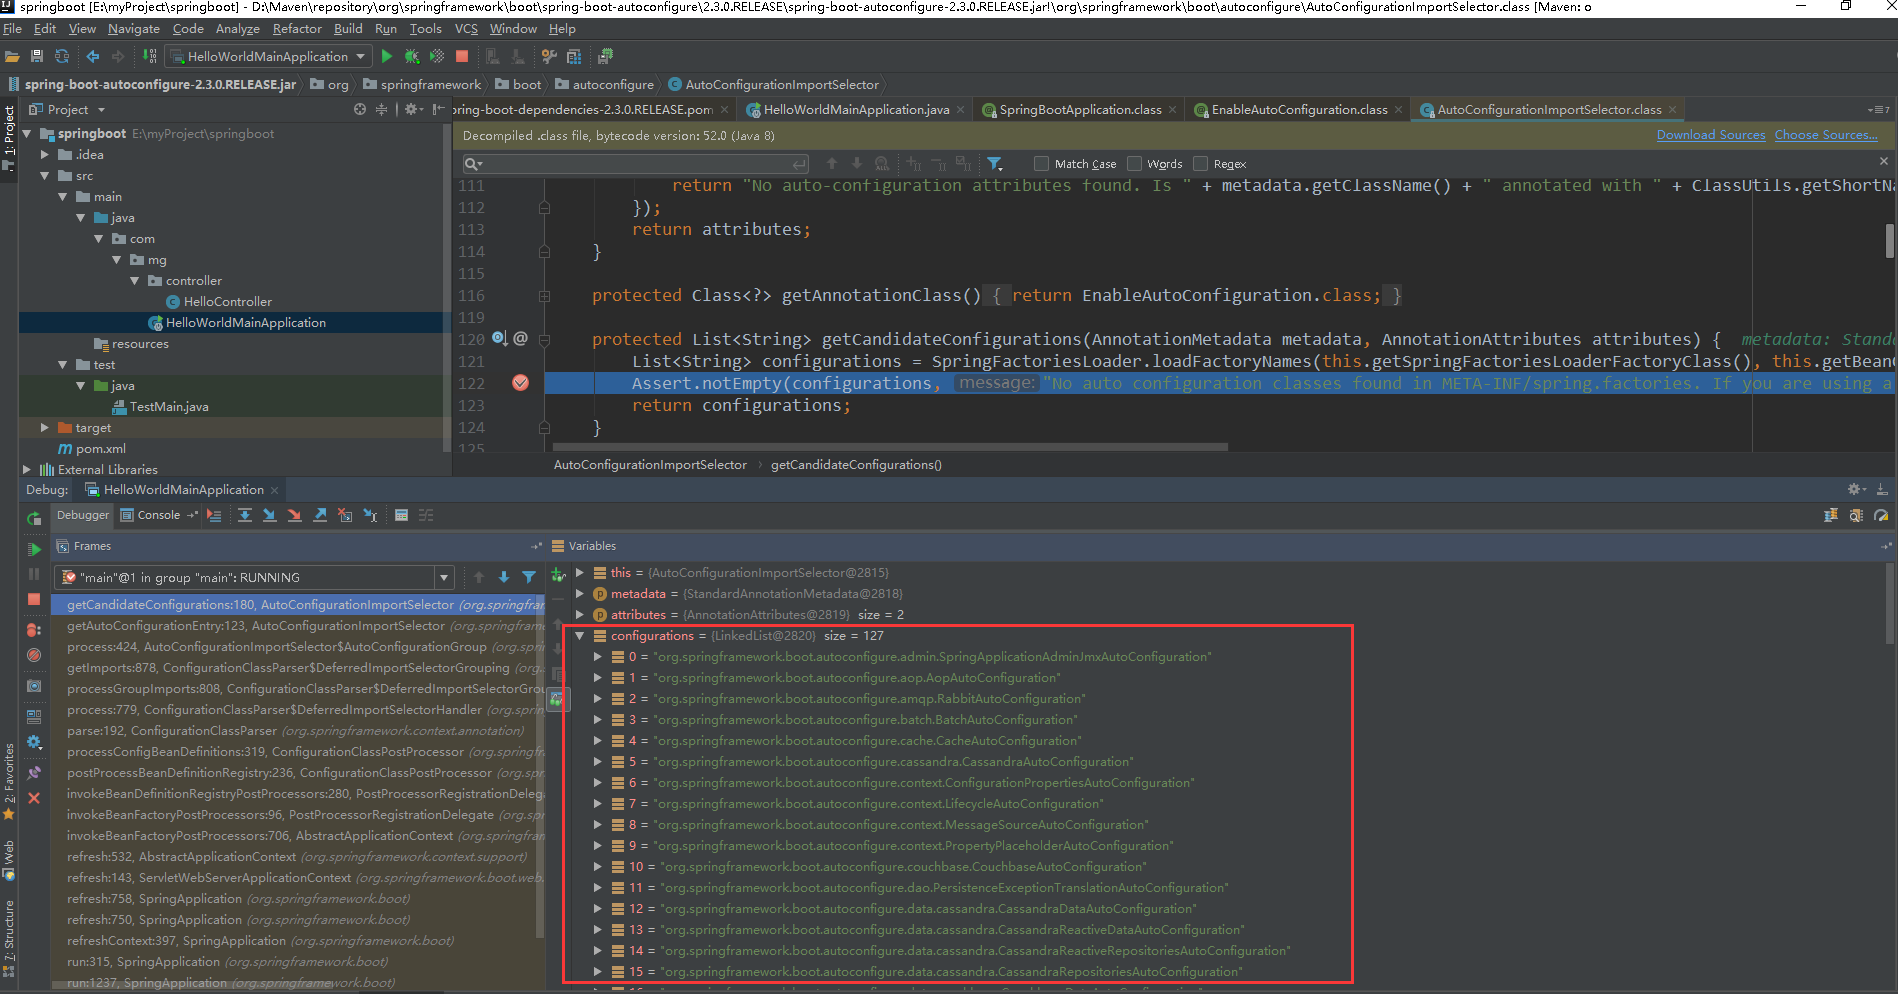 springboot [E:\myProject\springboot] - D:\Maven\repository\org\springframework\boot\spring-boot-autoconfigure\2.3.0.RELEASE\spring-boot-autoconfigure-2.3.0.RELEASE.jar!\org\springframework\boot\autoconfigure\AutoConfigurationImportSelector.class [Maven: o
File Edit View Navigate Code Analyze Refactor Build Run Tools VCS Window Help
HelloWorldMainApplication
spring-boot-autoconfigure-2.3.0.RELEASE.jar org springframework boot autoconfigure AutoConfigurationImportSelector
1: Project
Project
pring-boot-dependencies-2.3.0.RELEASE.pom HelloWorldMainApplication.java SpringBootApplication.class EnableAutoConfiguration.class AutoConfigurationImportSelector.class
springboot E:\myProject\springboot
.idea
src
main
java
com
mg
controller
HelloController
HelloWorldMainApplication
resources
test
java
TestMain.java
target
pom.xml
External Libraries
Decompiled .class file, bytecode version: 52.0 (Java 8) Download Sources Choose Sources...
Match Case Words Regex
111 return "No auto-configuration attributes found. Is " + metadata.getClassName() + " annotated with " + ClassUtils.getShortNa
112 });
113 return attributes;
114 }
115
116 protected Class<?> getAnnotationClass() { return EnableAutoConfiguration.class; }
119
120 protected List<String> getCandidateConfigurations(AnnotationMetadata metadata, AnnotationAttributes attributes) { metadata: Standa
121 List<String> configurations = SpringFactoriesLoader.loadFactoryNames(this.getSpringFactoriesLoaderFactoryClass(), this.getBean
122 Assert.notEmpty(configurations, message: "No auto configuration classes found in META-INF/spring.factories. If you are using a
123 return configurations;
124 }
125
AutoConfigurationImportSelector getCandidateConfigurations()
Debug: HelloWorldMainApplication
Debugger Console
Frames
"main"@1 in group "main": RUNNING
getCandidateConfigurations:180, AutoConfigurationImportSelector (org.springfran
getAutoConfigurationEntry:123, AutoConfigurationImportSelector (org.springframe
process:424, AutoConfigurationImportSelector$AutoConfigurationGroup (org.sprin
getImports:878, ConfigurationClassParser$DeferredImportSelectorGrouping (org.sp
processGroupImports:808, ConfigurationClassParser$DeferredImportSelectorGrou
process:779, ConfigurationClassParser$DeferredImportSelectorHandler (org.spring
parse:192, ConfigurationClassParser (org.springframework.context.annotation)
processConfigBeanDefinitions:319, ConfigurationClassPostProcessor (org.springfr
postProcessBeanDefinitionRegistry:236, ConfigurationClassPostProcessor (org.spr
invokeBeanDefinitionRegistryPostProcessors:280, PostProcessorRegistrationDeleg
invokeBeanFactoryPostProcessors:96, PostProcessorRegistrationDelegate (org.spri
invokeBeanFactoryPostProcessors:706, AbstractApplicationContext (org.springfran
refresh:532, AbstractApplicationContext (org.springframework.context.support)
refresh:143, ServletWebServerApplicationContext (org.springframework.boot.web.
refresh:758, SpringApplication (org.springframework.boot)
refresh:750, SpringApplication (org.springframework.boot)
refreshContext:397, SpringApplication (org.springframework.boot)
run:315, SpringApplication (org.springframework.boot)
run:1237, SpringApplication (org.springframework.boot)
Variables
this = {AutoConfigurationImportSelector@2815}
metadata = {StandardAnnotationMetadata@2818}
attributes = {AnnotationAttributes@2819} size = 2
configurations = {LinkedList@2820} size = 127
0 = "org.springframework.boot.autoconfigure.admin.SpringApplicationAdminJmxAutoConfiguration"
1 = "org.springframework.boot.autoconfigure.aop.AopAutoConfiguration"
2 = "org.springframework.boot.autoconfigure.amqp.RabbitAutoConfiguration"
3 = "org.springframework.boot.autoconfigure.batch.BatchAutoConfiguration"
4 = "org.springframework.boot.autoconfigure.cache.CacheAutoConfiguration"
5 = "org.springframework.boot.autoconfigure.cassandra.CassandraAutoConfiguration"
6 = "org.springframework.boot.autoconfigure.context.ConfigurationPropertiesAutoConfiguration"
7 = "org.springframework.boot.autoconfigure.context.LifecycleAutoConfiguration"
8 = "org.springframework.boot.autoconfigure.context.MessageSourceAutoConfiguration"
9 = "org.springframework.boot.autoconfigure.context.PropertyPlaceholderAutoConfiguration"
10 = "org.springframework.boot.autoconfigure.couchbase.CouchbaseAutoConfiguration"
11 = "org.springframework.boot.autoconfigure.dao.PersistenceExceptionTranslationAutoConfiguration"
12 = "org.springframework.boot.autoconfigure.data.cassandra.CassandraDataAutoConfiguration"
13 = "org.springframework.boot.autoconfigure.data.cassandra.CassandraReactiveDataAutoConfiguration"
14 = "org.springframework.boot.autoconfigure.data.cassandra.CassandraReactiveRepositoriesAutoConfiguration"
15 = "org.springframework.boot.autoconfigure.data.cassandra.CassandraRepositoriesAutoConfiguration"
2: Favorites
Web
7: Structure